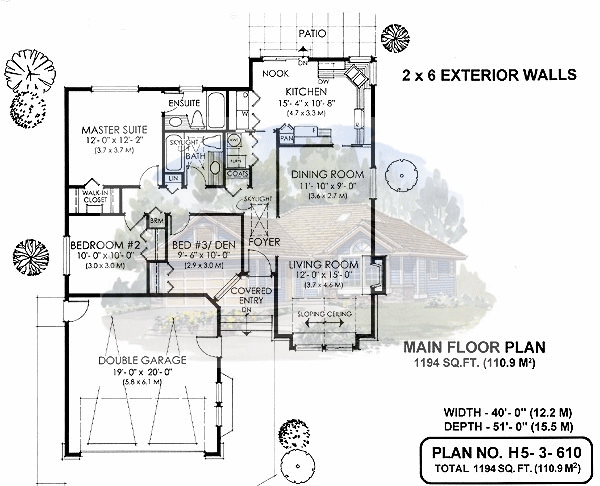 PATIO
DN
2 x 6 EXTERIOR WALLS
NOOK
DW
KITCHEN
15'- 4" x 10'- 8"
(4.7 x 3.3 M)
ENSUITE
W
D
MASTER SUITE
12'- 0" x 12'- 2"
(3.7 x 3.7 M)
SKYLIGHT
BATH
LIN
PAN
COATS
DINING ROOM
11'- 10" x 9'- 0"
(3.6 x 2.7 M)
WALK-IN
CLOSET
SKYLIGHT
BRM
BEDROOM #2
10'- 0" x 10'- 0"
(3.0 x 3.0 M)
BED #3/ DEN
9'- 6" x 10'- 0"
(2.9 x 3.0 M)
FOYER
LIVING ROOM
12'- 0" x 15'- 0"
(3.7 x 4.6 M)
COVERED
ENTRY
DN
SLOPING CEILING
DOUBLE GARAGE
19'- 0" x 20'- 0"
(5.8 x 6.1 M)
MAIN FLOOR PLAN
1194 SQ.FT. (110.9 M²)
WIDTH - 40'- 0" (12.2 M)
DEPTH - 51'- 0" (15.5 M)
PLAN NO. H5- 3- 610
TOTAL 1194 SQ. FT. (110.9 M²)